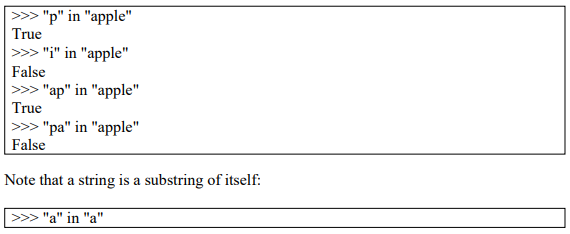 >>> "p" in "apple"
True
>>> "i" in "apple"
False
>>> "ap" in "apple"
True
>>> "pa" in "apple"
False
Note that a string is a substring of itself:
>>> "a" in "a"